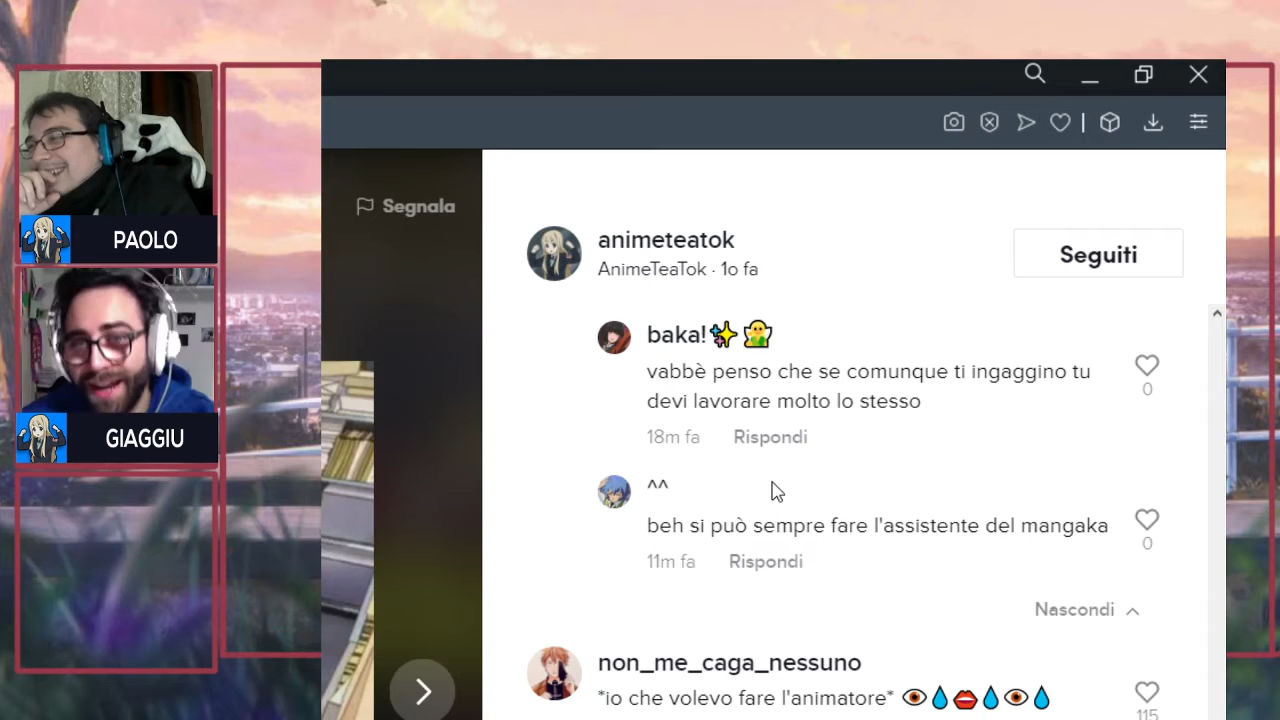 PAOLO
GIAGGIU
Segnala
animeteatok
AnimeTeaTok · 1o fa
Seguiti
baka!✨
vabbè penso che se comunque ti ingaggino tu
devi lavorare molto lo stesso
0
18m fa Rispondi
^^
beh si può sempre fare l'assistente del mangaka
0
11m fa Rispondi
Nascondi
non_me_caga_nessuno
*io che volevo fare l'animatore* 👁💧👄💧👁💧
115